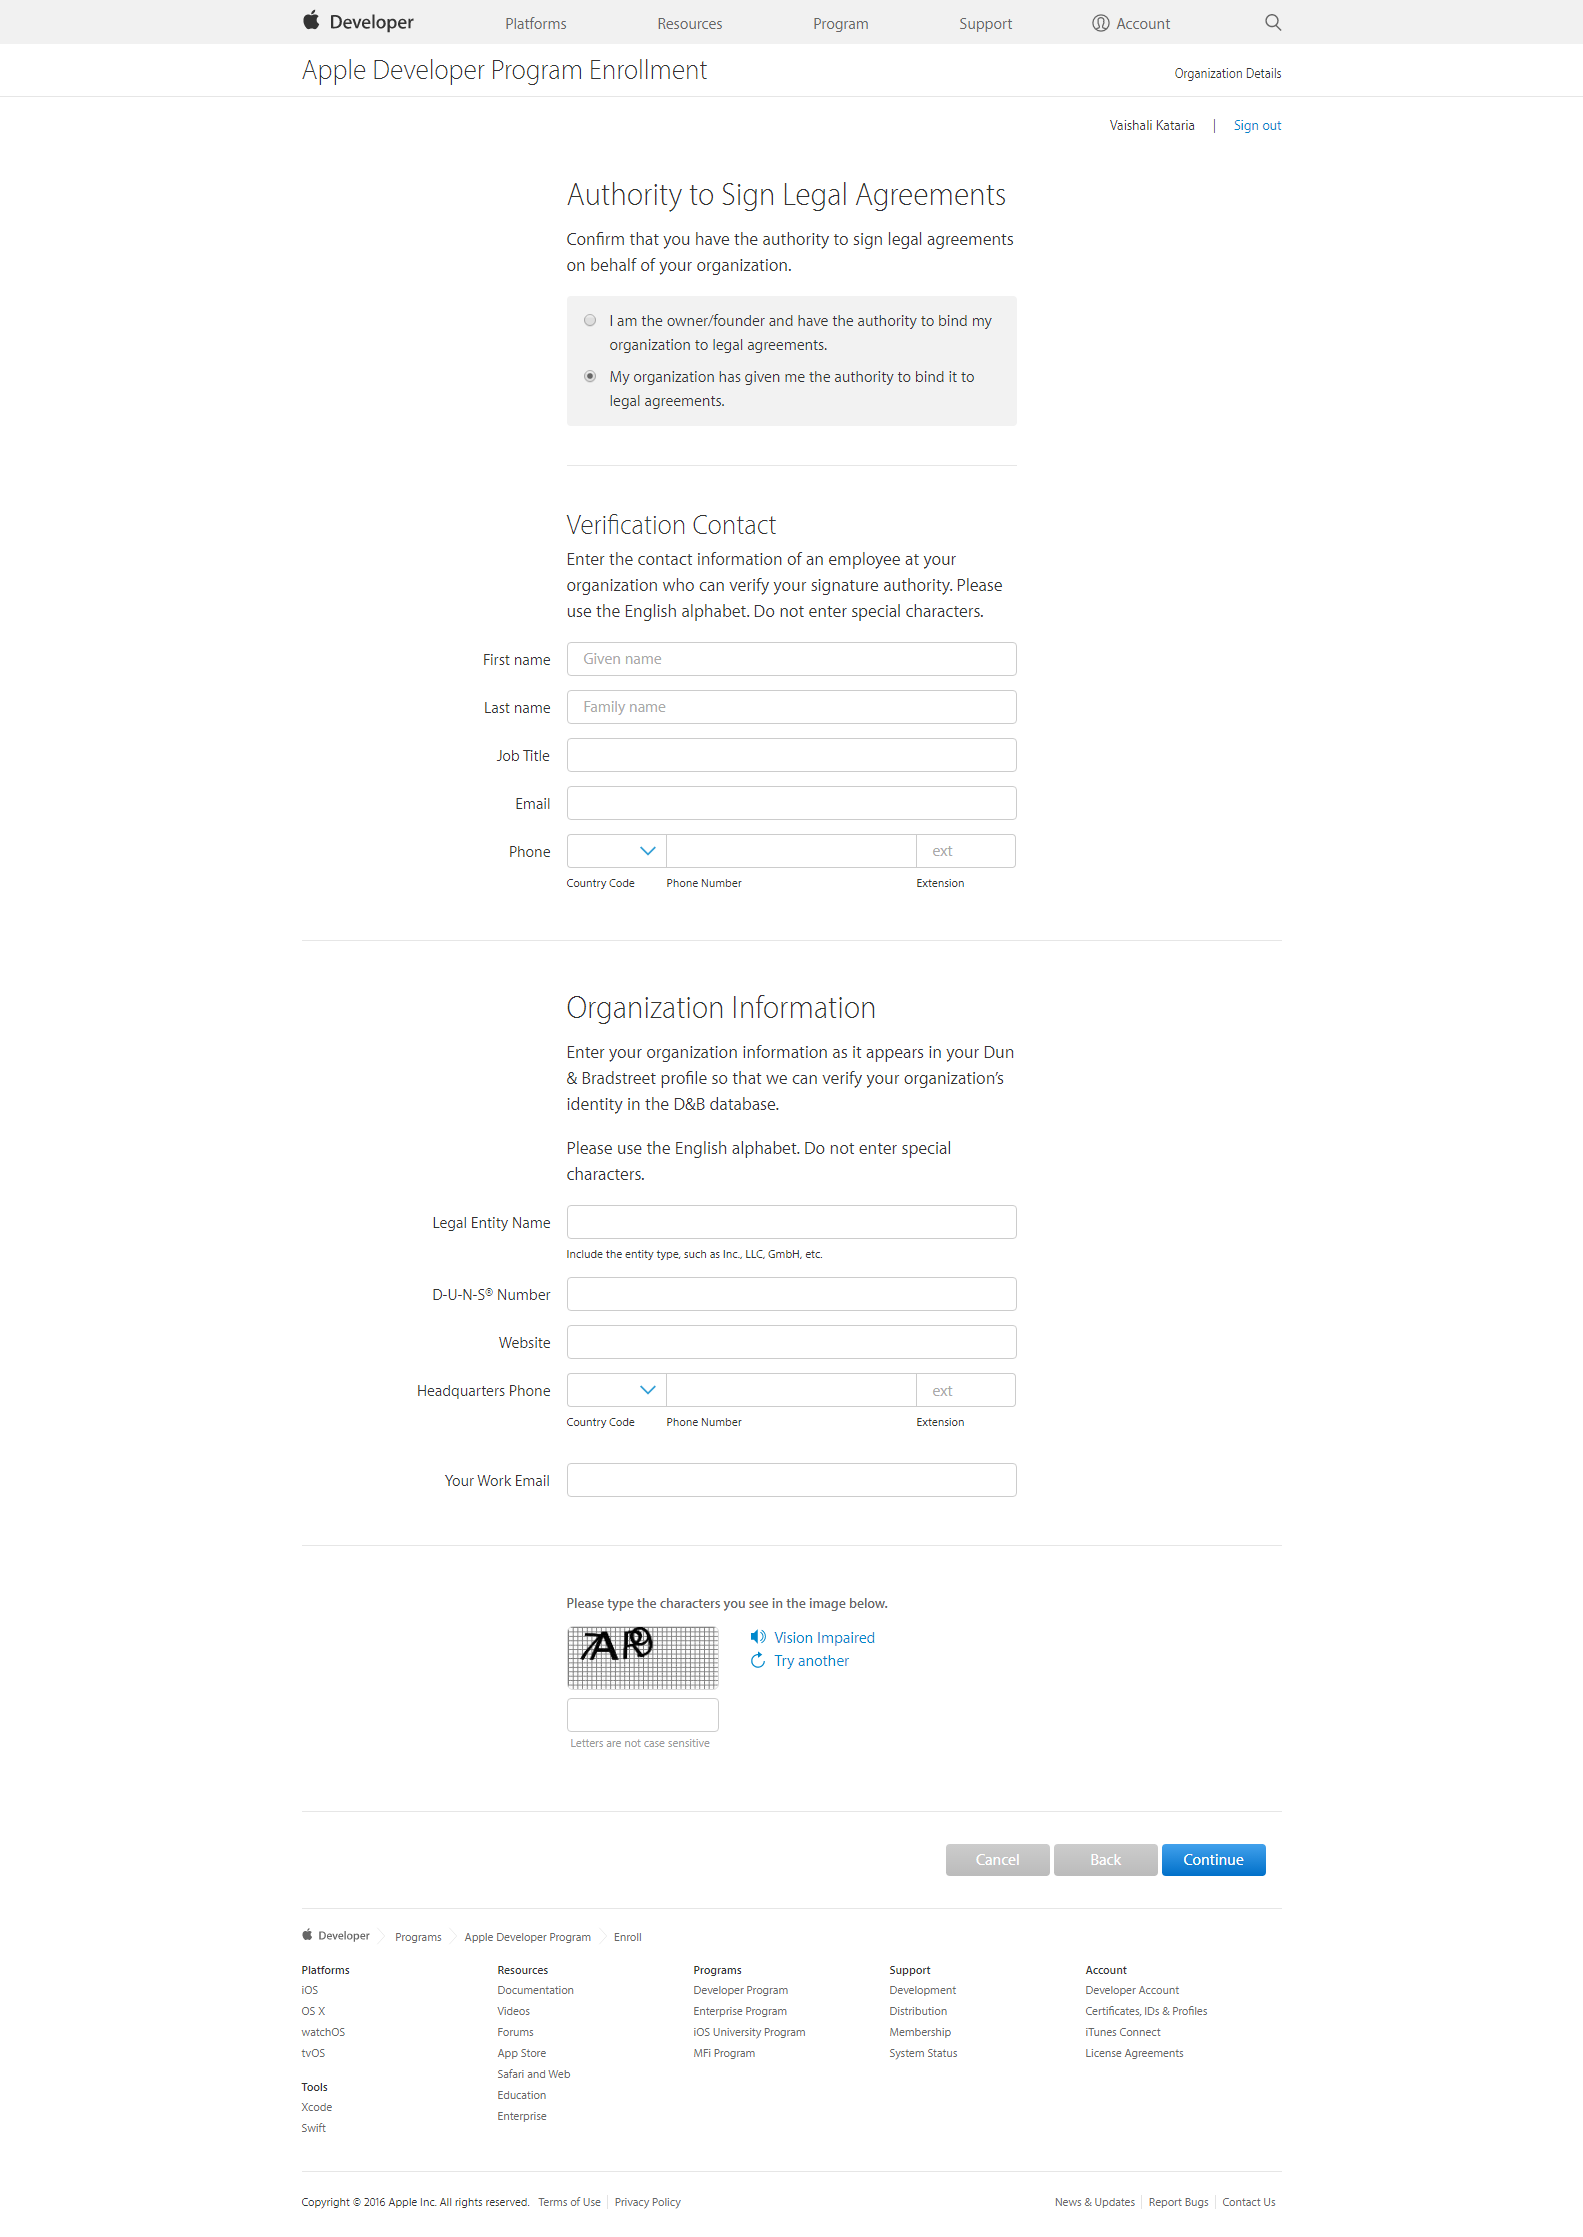 Developer
Platforms
Resources
Program
Support
Account
Apple Developer Program Enrollment
Organization Details
Vaishali Kataria | Sign out
Authority to Sign Legal Agreements
Confirm that you have the authority to sign legal agreements
on behalf of your organization.
I am the owner/founder and have the authority to bind my
organization to legal agreements.
My organization has given me the authority to bind it to
legal agreements.
Verification Contact
Enter the contact information of an employee at your
organization who can verify your signature authority. Please
use the English alphabet. Do not enter special characters.
First name
Given name
Last name
Family name
Job Title
Email
Phone
ext
Country Code
Phone Number
Extension
Organization Information
Enter your organization information as it appears in your Dun
& Bradstreet profile so that we can verify your organization’s
identity in the D&B database.
Please use the English alphabet. Do not enter special
characters.
Legal Entity Name
Include the entity type, such as Inc., LLC, GmbH, etc.
D-U-N-S® Number
Website
Headquarters Phone
ext
Country Code
Phone Number
Extension
Your Work Email
Please type the characters you see in the image below.
Vision Impaired
Try another
Letters are not case sensitive
Cancel
Back
Continue
Developer
Programs
Apple Developer Program
Enroll
Platforms
iOS
OS X
watchOS
tvOS
Tools
Xcode
Swift
Resources
Documentation
Videos
Forums
App Store
Safari and Web
Education
Enterprise
Programs
Developer Program
Enterprise Program
iOS University Program
MFi Program
Support
Development
Distribution
Membership
System Status
Account
Developer Account
Certificates, IDs & Profiles
iTunes Connect
License Agreements
Copyright © 2016 Apple Inc. All rights reserved.
Terms of Use
Privacy Policy
News & Updates
Report Bugs
Contact Us